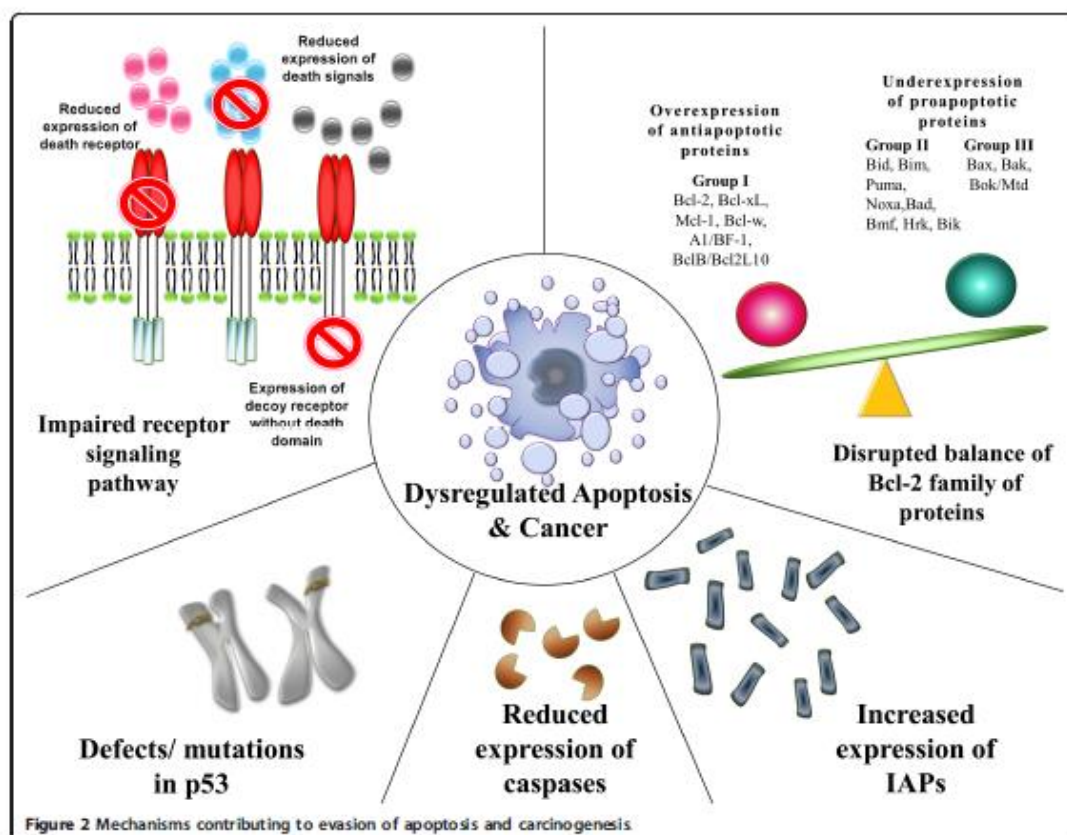 Reduced
expression of
death signals
Reduced
expression of
death receptor
Expression of
decoy receptor
without death
domain
Impaired receptor
signaling
pathway
Overexpression
of antiapoptotic
proteins
Group I
Bcl-2, Bcl-xL,
Mcl-1, Bcl-w,
A1/BF-1,
BclB/Bcl2L10
Underexpression
of proapoptotic
proteins
Group II
Bid, Bim,
Puma,
Noxa,Bad,
Bmf, Hrk, Bik
Group III
Bax, Bak,
Bok/Mtd
Disrupted balance of
Bcl-2 family of
proteins
Dysregulated Apoptosis
& Cancer
Defects/ mutations
in p53
Reduced
expression of
caspases
Increased
expression of
IAPs
Figure 2 Mechanisms contributing to evasion of apoptosis and carcinogenesis.